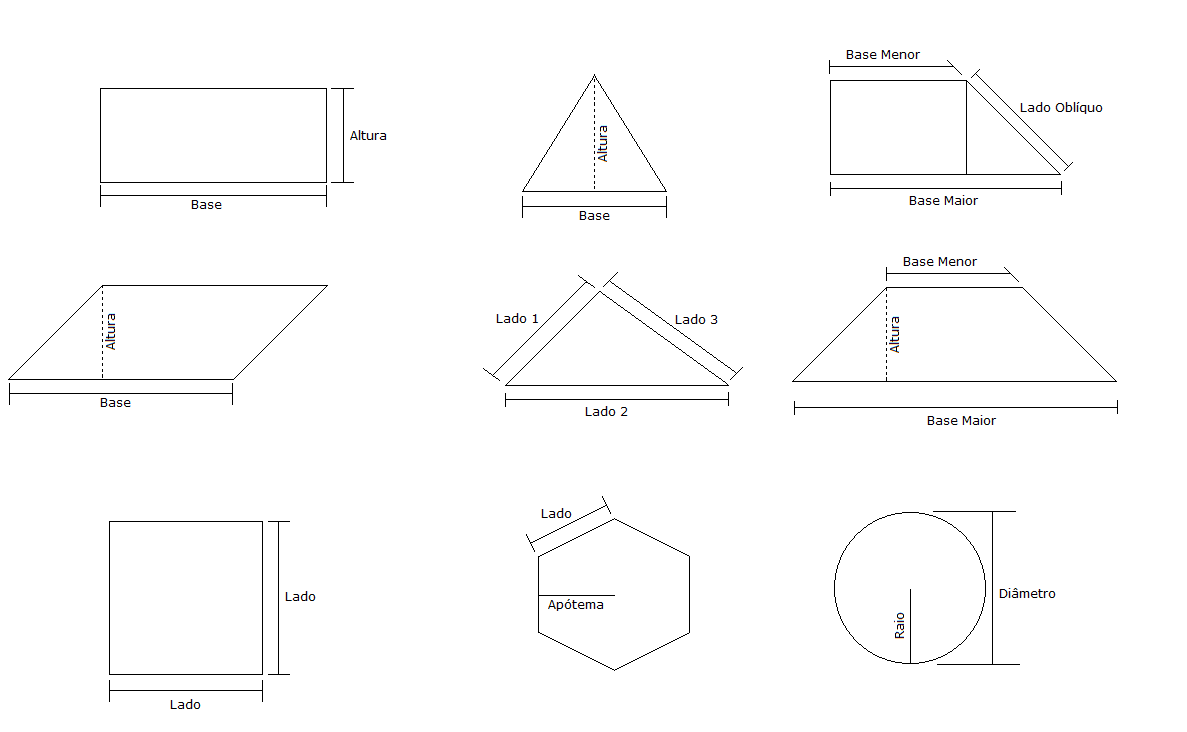 Base Menor
Altura
Altura
Lado Oblíquo
Base
Base
Base Maior
Base Menor
Altura
Lado 1
Lado 3
Altura
Base
Lado 2
Base Maior
Lado
Lado
Apótema
Raio
Diâmetro
Lado